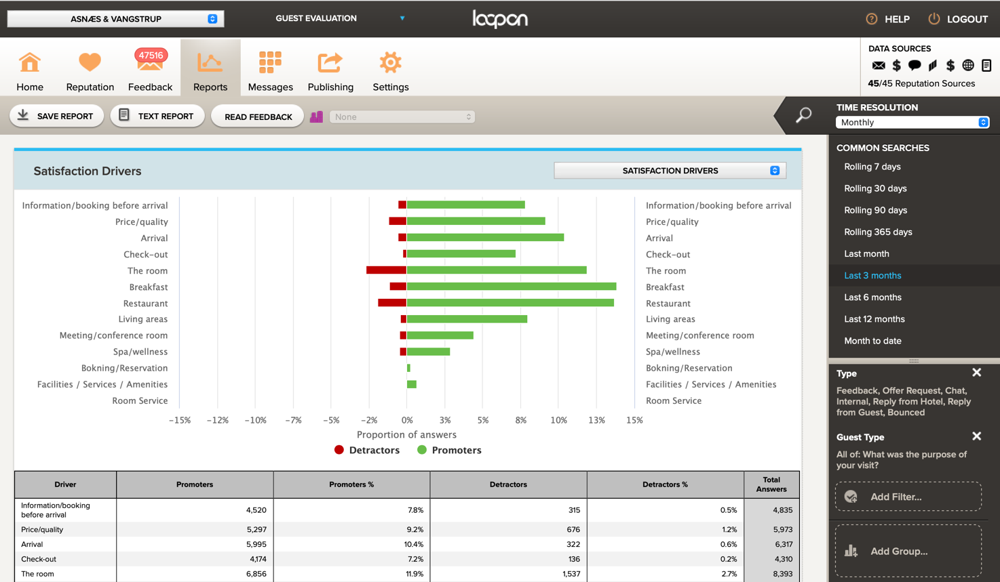 ASNÆS & VANGSTRUP
GUEST EVALUATION
loopon
HELP
LOGOUT
Home
Reputation
47516
Feedback
Reports
Messages
Publishing
Settings
DATA SOURCES
45/45 Reputation Sources
SAVE REPORT
TEXT REPORT
READ FEEDBACK
None
TIME RESOLUTION
Monthly
COMMON SEARCHES
Rolling 7 days
Rolling 30 days
Rolling 90 days
Rolling 365 days
Last month
Last 3 months
Last 6 months
Last 12 months
Month to date
Type
Feedback, Offer Request, Chat,
Internal, Reply from Hotel, Reply
from Guest, Bounced
Guest Type
All of: What was the purpose of
your visit?
Add Filter...
Add Group...
Satisfaction Drivers
SATISFACTION DRIVERS
Information/booking before arrival Information/booking before arrival
Price/quality Price/quality
Arrival Arrival
Check-out Check-out
The room The room
Breakfast Breakfast
Restaurant Restaurant
Living areas Living areas
Meeting/conference room Meeting/conference room
Spa/wellness Spa/wellness
Bokning/Reservation Bokning/Reservation
Facilities / Services / Amenities Facilities / Services / Amenities
Room Service Room Service
-15% -12% -10% -7% -5% -2% 0% 3% 5% 8% 10% 13% 15%
Proportion of answers
Detractors Promoters
Driver Promoters Promoters % Detractors Detractors % Total
Answers
Information/booking
before arrival 4,520 7.8% 315 0.5% 4,835
Price/quality 5,297 9.2% 676 1.2% 5,973
Arrival 5,995 10.4% 322 0.6% 6,317
Check-out 4,174 7.2% 136 0.2% 4,310
The room 6,856 11.9% 1,537 2.7% 8,393